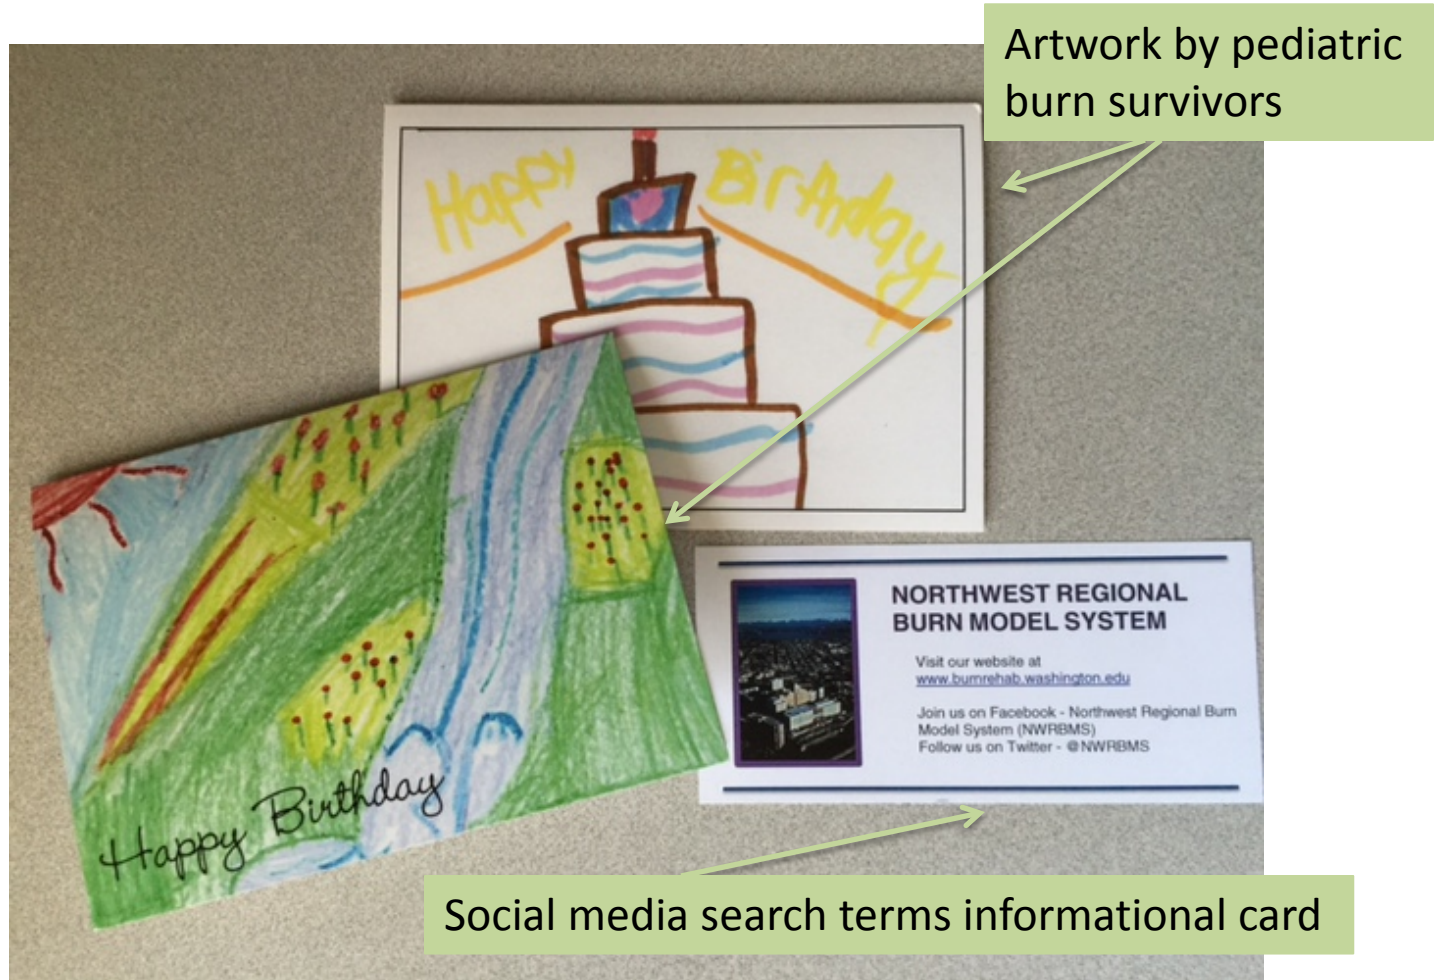 Artwork by pediatric
burn survivors
Happy Birthday
Happy Birthday
NORTHWEST REGIONAL
BURN MODEL SYSTEM
Visit our website at
www.burnrehab.washington.edu
Join us on Facebook - Northwest Regional Burn
Model System (NWRBMS)
Follow us on Twitter - @NWRBMS
Social media search terms informational card